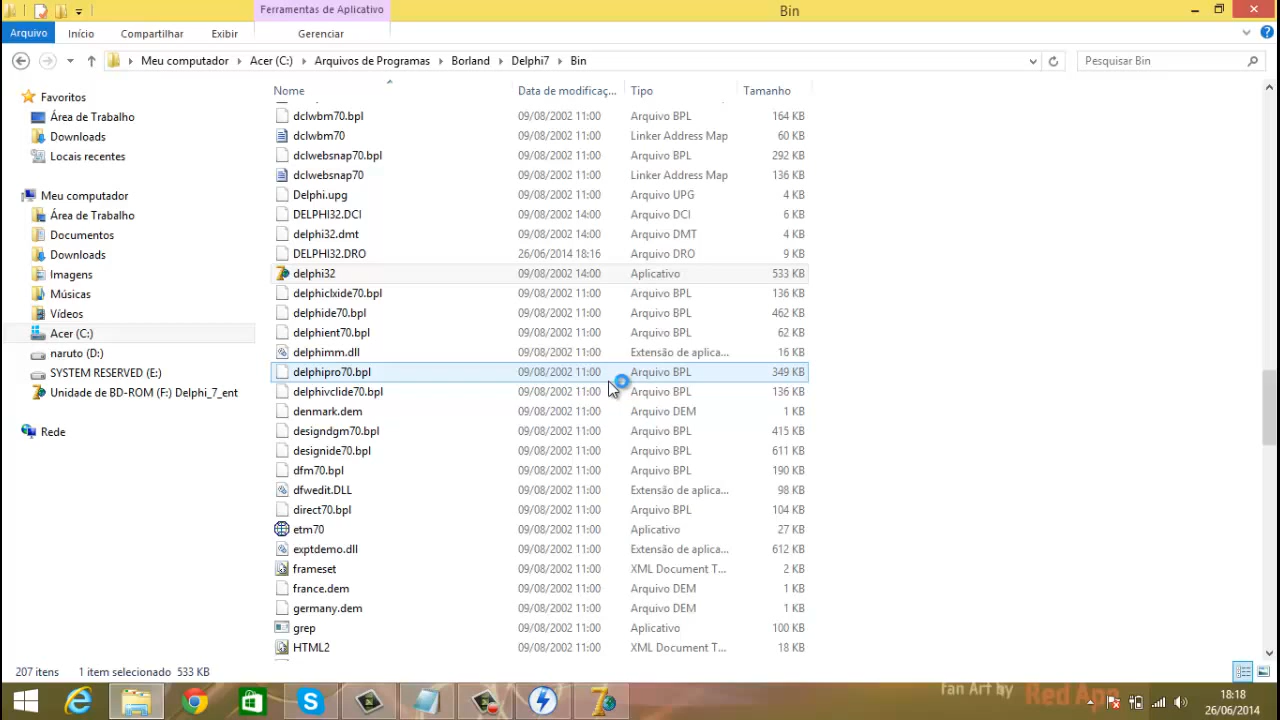 Ferramentas de Aplicativo
Bin
Arquivo Início Compartilhar Exibir Gerenciar
Meu computador Acer (C:) Arquivos de Programas Borland Delphi7 Bin
Pesquisar Bin
Favoritos
Área de Trabalho
Downloads
Locais recentes
Meu computador
Área de Trabalho
Documentos
Downloads
Imagens
Músicas
Vídeos
Acer (C:)
naruto (D:)
SYSTEM RESERVED (E:)
Unidade de BD-ROM (F:) Delphi_7_ent
Rede
Nome Data de modificaç... Tipo Tamanho
dclwbm70.bpl 09/08/2002 11:00 Arquivo BPL 164 KB
dclwbm70 09/08/2002 11:00 Linker Address Map 60 KB
dclwebsnap70.bpl 09/08/2002 11:00 Arquivo BPL 292 KB
dclwebsnap70 09/08/2002 11:00 Linker Address Map 136 KB
Delphi.upg 09/08/2002 11:00 Arquivo UPG 4 KB
DELPHI32.DCI 09/08/2002 14:00 Arquivo DCI 6 KB
delphi32.dmt 09/08/2002 14:00 Arquivo DMT 4 KB
DELPHI32.DRO 26/06/2014 18:16 Arquivo DRO 9 KB
delphi32 09/08/2002 14:00 Aplicativo 533 KB
delphiclxide70.bpl 09/08/2002 11:00 Arquivo BPL 136 KB
delphide70.bpl 09/08/2002 11:00 Arquivo BPL 462 KB
delphient70.bpl 09/08/2002 11:00 Arquivo BPL 62 KB
delphimm.dll 09/08/2002 11:00 Extensão de aplica... 16 KB
delphipro70.bpl 09/08/2002 11:00 Arquivo BPL 349 KB
delphivclide70.bpl 09/08/2002 11:00 Arquivo BPL 136 KB
denmark.dem 09/08/2002 11:00 Arquivo DEM 1 KB
designdgm70.bpl 09/08/2002 11:00 Arquivo BPL 415 KB
designide70.bpl 09/08/2002 11:00 Arquivo BPL 611 KB
dfm70.bpl 09/08/2002 11:00 Arquivo BPL 190 KB
dfwedit.DLL 09/08/2002 11:00 Extensão de aplica... 98 KB
direct70.bpl 09/08/2002 11:00 Arquivo BPL 104 KB
etm70 09/08/2002 11:00 Aplicativo 27 KB
exptdemo.dll 09/08/2002 11:00 Extensão de aplica... 612 KB
frameset 09/08/2002 11:00 XML Document T... 2 KB
france.dem 09/08/2002 11:00 Arquivo DEM 1 KB
germany.dem 09/08/2002 11:00 Arquivo DEM 1 KB
grep 09/08/2002 11:00 Aplicativo 100 KB
HTML2 09/08/2002 11:00 XML Document T... 18 KB
207 itens 1 item selecionado 533 KB
Fan Art by Red
18:18
26/06/2014